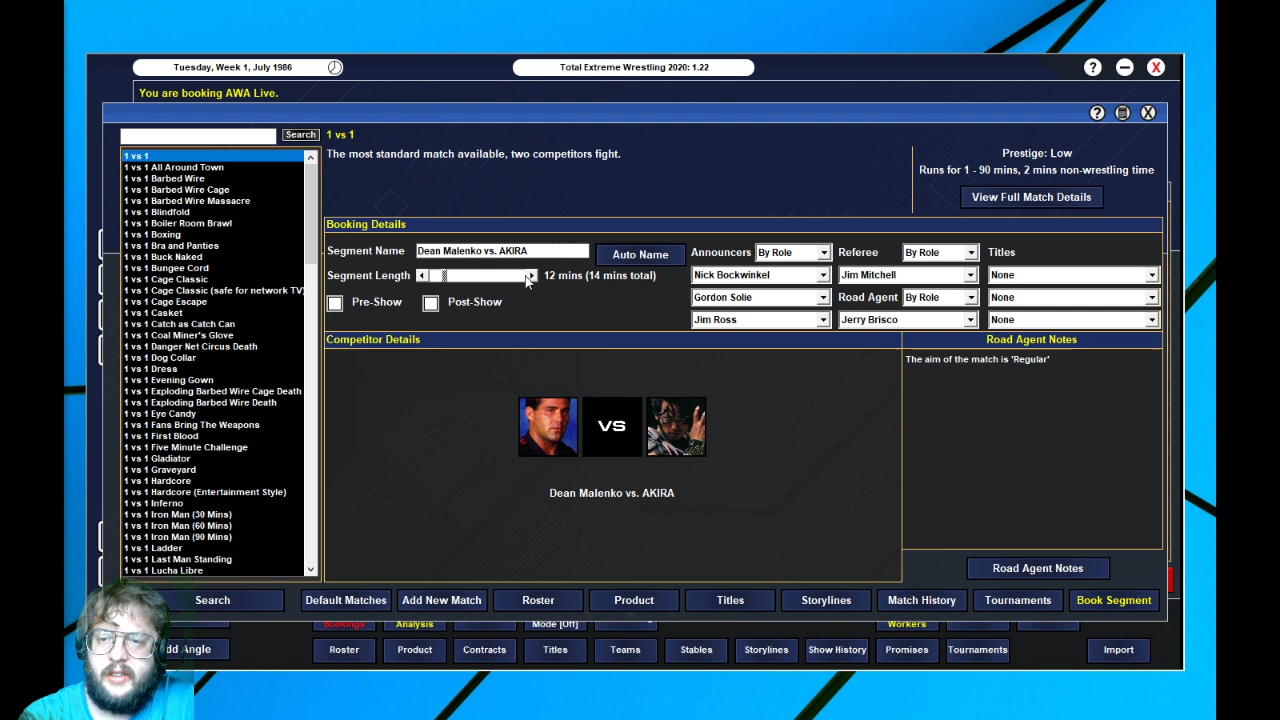 Tuesday, Week 1, July 1986
Total Extreme Wrestling 2020: 1.22
?
X
You are booking AWA Live.
? X
Search
1 vs 1
1 vs 1
The most standard match available, two competitors fight.
Prestige: Low
Runs for 1 - 90 mins, 2 mins non-wrestling time
View Full Match Details
1 vs 1 All Around Town
1 vs 1 Barbed Wire
1 vs 1 Barbed Wire Cage
1 vs 1 Barbed Wire Massacre
1 vs 1 Blindfold
1 vs 1 Boiler Room Brawl
1 vs 1 Boxing
1 vs 1 Bra and Panties
1 vs 1 Buck Naked
1 vs 1 Bungee Cord
1 vs 1 Cage Classic
1 vs 1 Cage Classic (safe for network TV)
1 vs 1 Cage Escape
1 vs 1 Casket
1 vs 1 Catch as Catch Can
1 vs 1 Coal Miner's Glove
1 vs 1 Danger Net Circus Death
1 vs 1 Dog Collar
1 vs 1 Dress
1 vs 1 Evening Gown
1 vs 1 Exploding Barbed Wire Cage Death
1 vs 1 Exploding Barbed Wire Death
1 vs 1 Eye Candy
1 vs 1 Fans Bring The Weapons
1 vs 1 First Blood
1 vs 1 Five Minute Challenge
1 vs 1 Gladiator
1 vs 1 Graveyard
1 vs 1 Hardcore
1 vs 1 Hardcore (Entertainment Style)
1 vs 1 Inferno
1 vs 1 Iron Man (30 Mins)
1 vs 1 Iron Man (60 Mins)
1 vs 1 Iron Man (90 Mins)
1 vs 1 Ladder
1 vs 1 Last Man Standing
1 vs 1 Lucha Libre
Booking Details
Segment Name Dean Malenko vs. AKIRA Auto Name
Segment Length 12 mins (14 mins total)
Pre-Show Post-Show
Announcers By Role Referee By Role Titles
Nick Bockwinkel Jim Mitchell None
Gordon Solie Road Agent By Role None
Jim Ross Jerry Brisco None
Competitor Details
VS
Dean Malenko vs. AKIRA
Road Agent Notes
The aim of the match is 'Regular'
Road Agent Notes
Search Default Matches Add New Match Roster Product Titles Storylines Match History Tournaments Book Segment
Bookings Analysis Mode [Off] Workers
dd Angle Roster Product Contracts Titles Teams Stables Storylines Show History Promises Tournaments Import